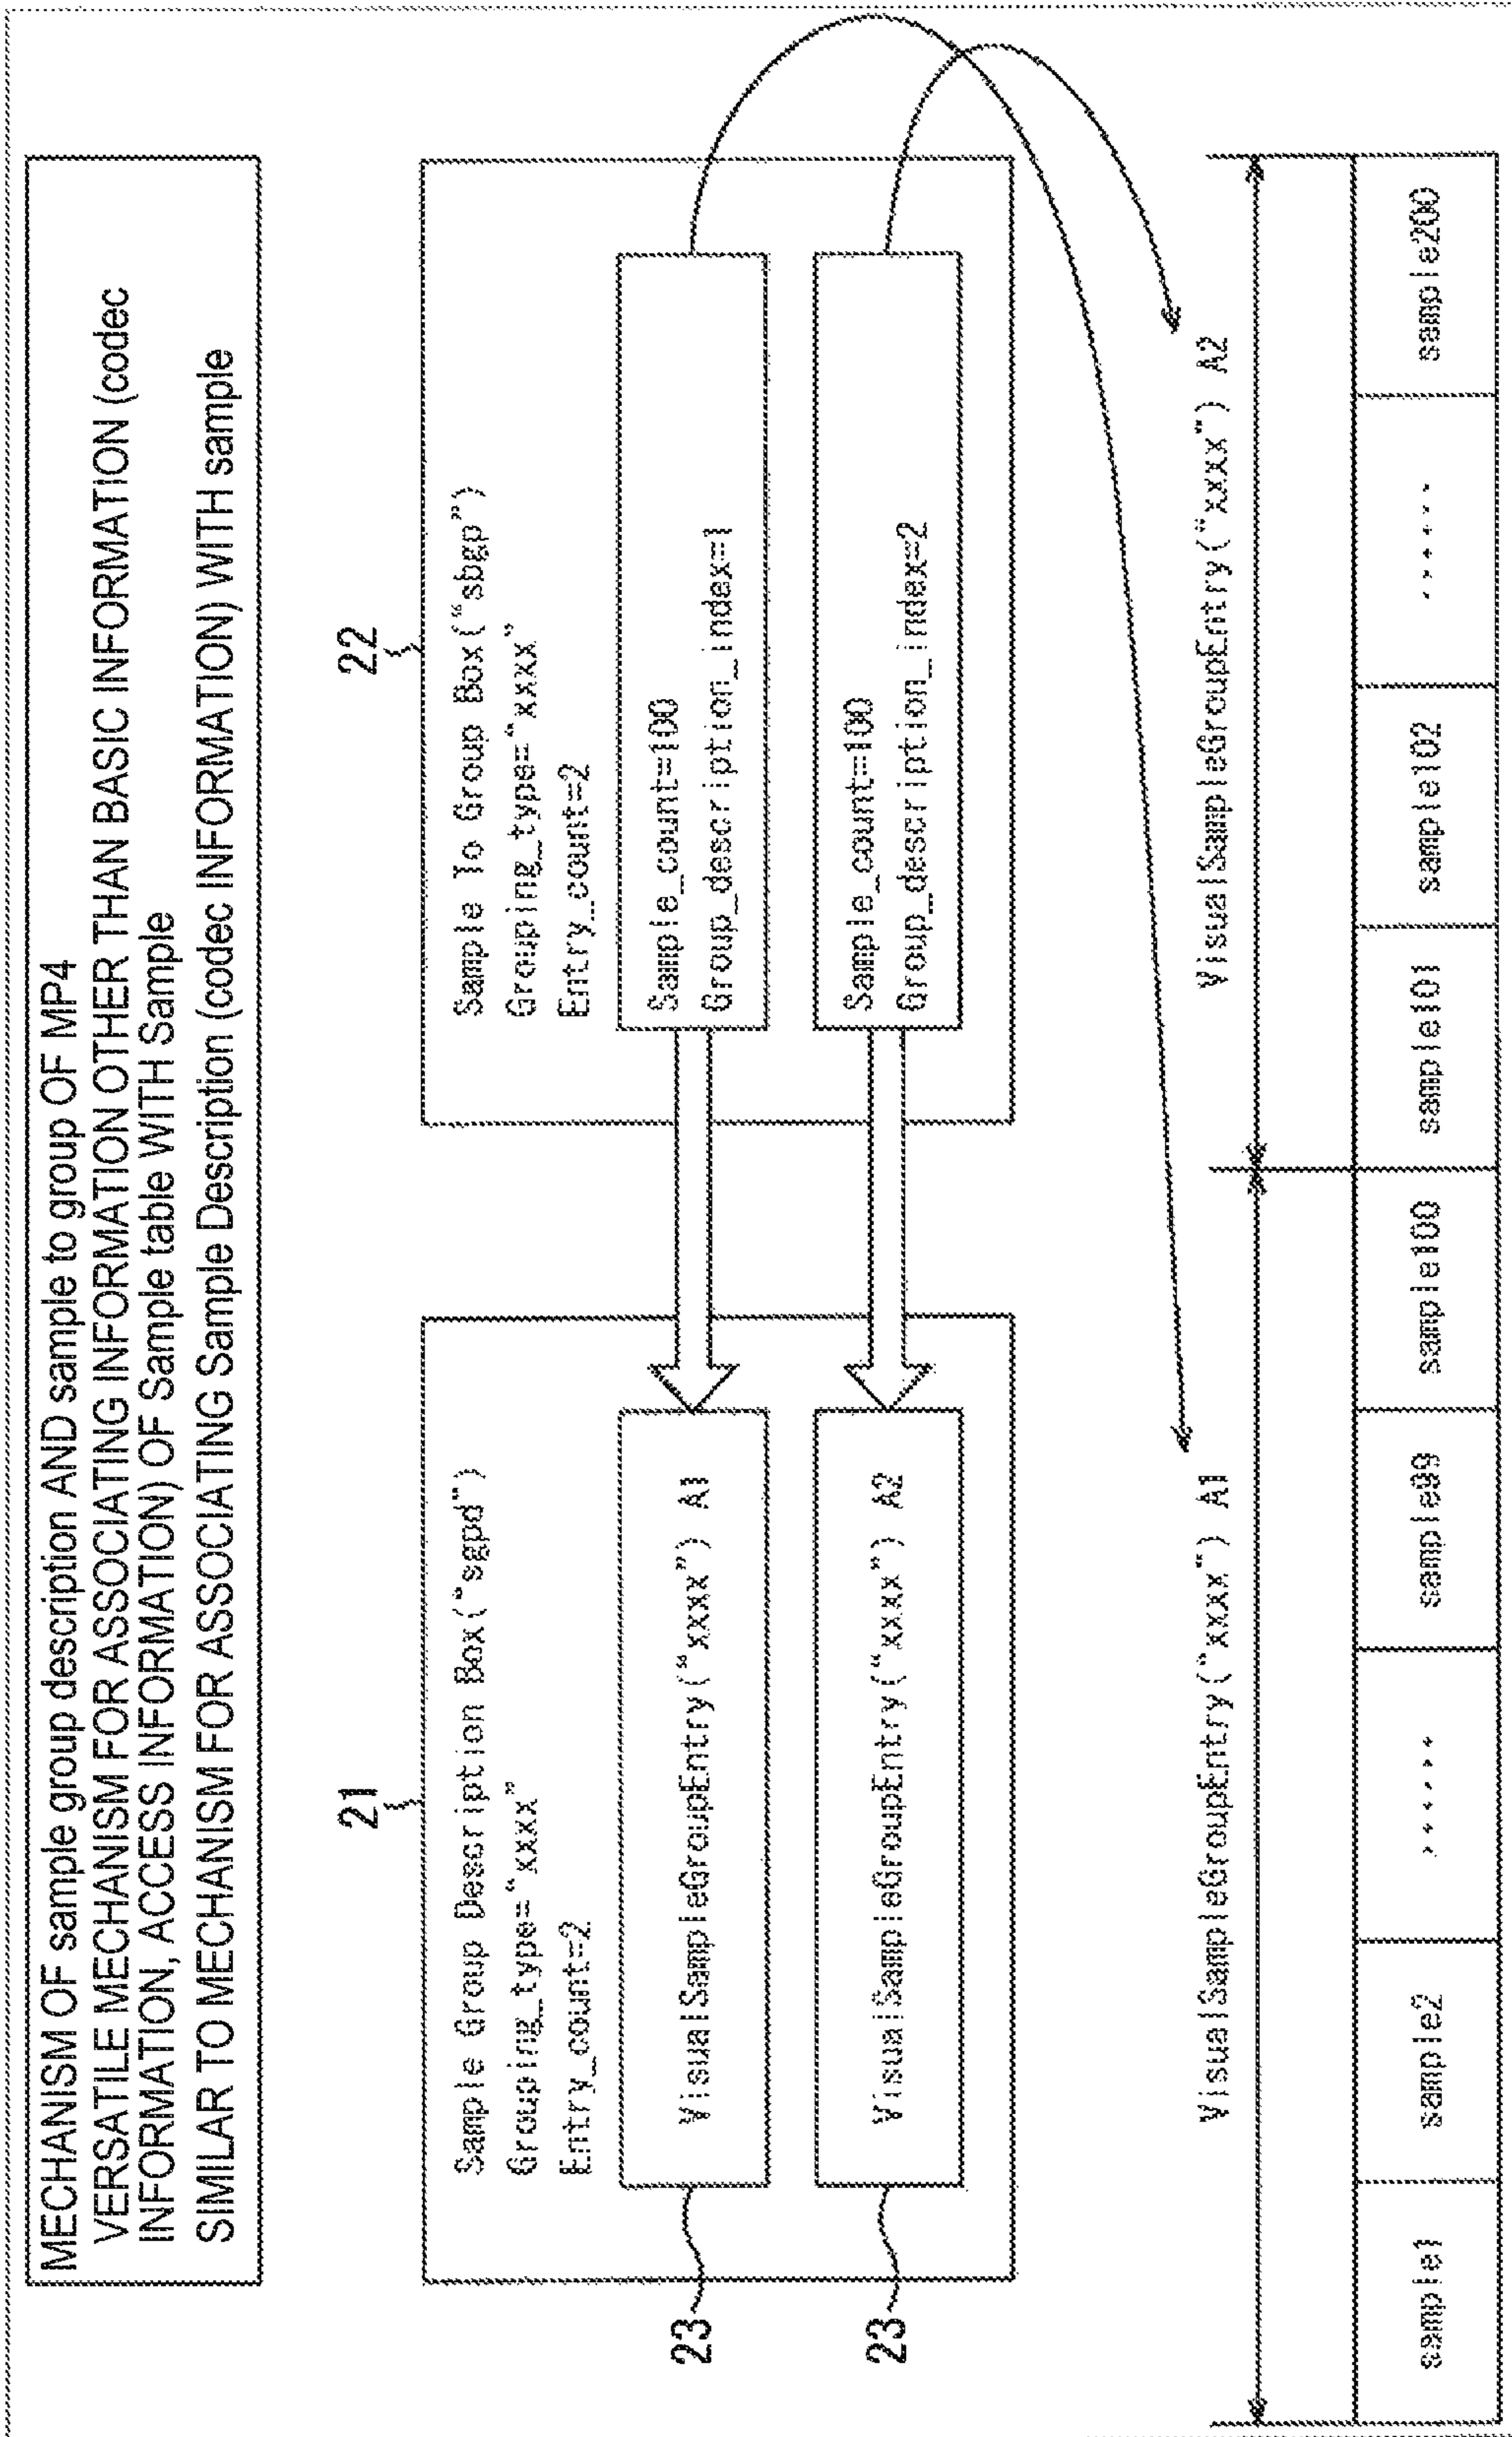 MECHANISM OF sample group description AND sample to group OF MP4
VERSATILE MECHANISM FOR ASSOCIATING INFORMATION OTHER THAN BASIC INFORMATION (codec
INFORMATION, ACCESS INFORMATION) OF Sample table WITH Sample
SIMILAR TO MECHANISM FOR ASSOCIATING Sample Description (codec INFORMATION) WITH sample
21
Sample Group Description Box("sgpd")
Grouping_type="xxxx"
Entry_count=2
VisualSampleGroupEntry("xxxx") A1
VisualSampleGroupEntry("xxxx") A2
23
23
22
Sample To Group Box("sbgp")
Grouping_type="xxxx"
Entry_count=2
Sample_count=100
Group_description_index=1
Sample_count=100
Group_description_index=2
VisualSampleGroupEntry("xxxx") A1
VisualSampleGroupEntry("xxxx") A2
sample1
sample2
......
sample99
sample100
sample101
sample102
......
sample200